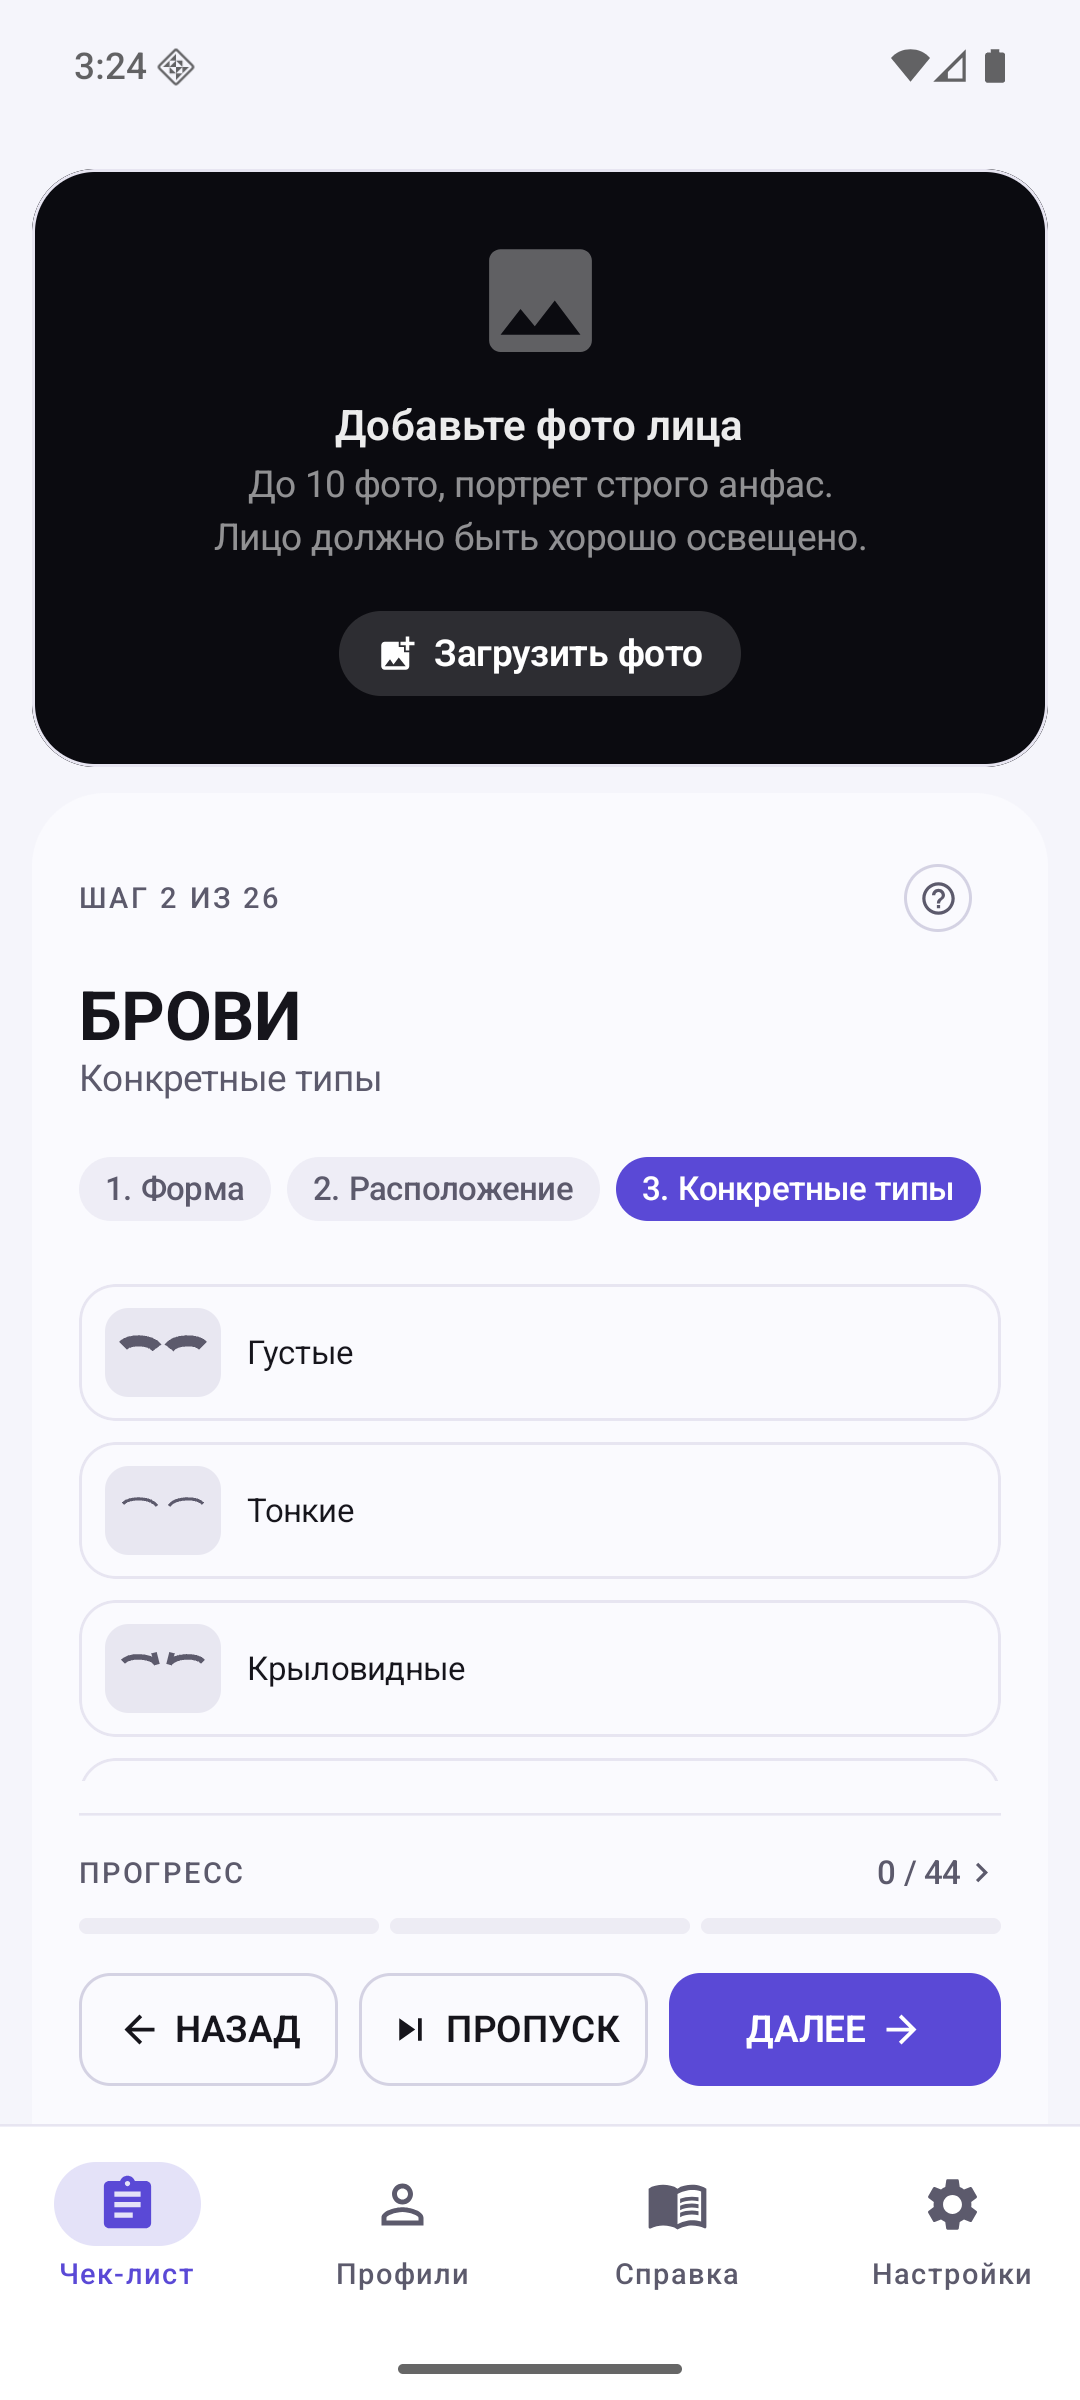 3:24
Добавьте фото лица
До 10 фото, портрет строго анфас.
Лицо должно быть хорошо освещено.
Загрузить фото
ШАГ 2 ИЗ 26
БРОВИ
Конкретные типы
1. Форма
2. Расположение
3. Конкретные типы
Густые
Тонкие
Крыловидные
ПРОГРЕСС
0 / 44
НАЗАД
ПРОПУСК
ДАЛЕЕ
Чек-лист
Профили
Справка
Настройки